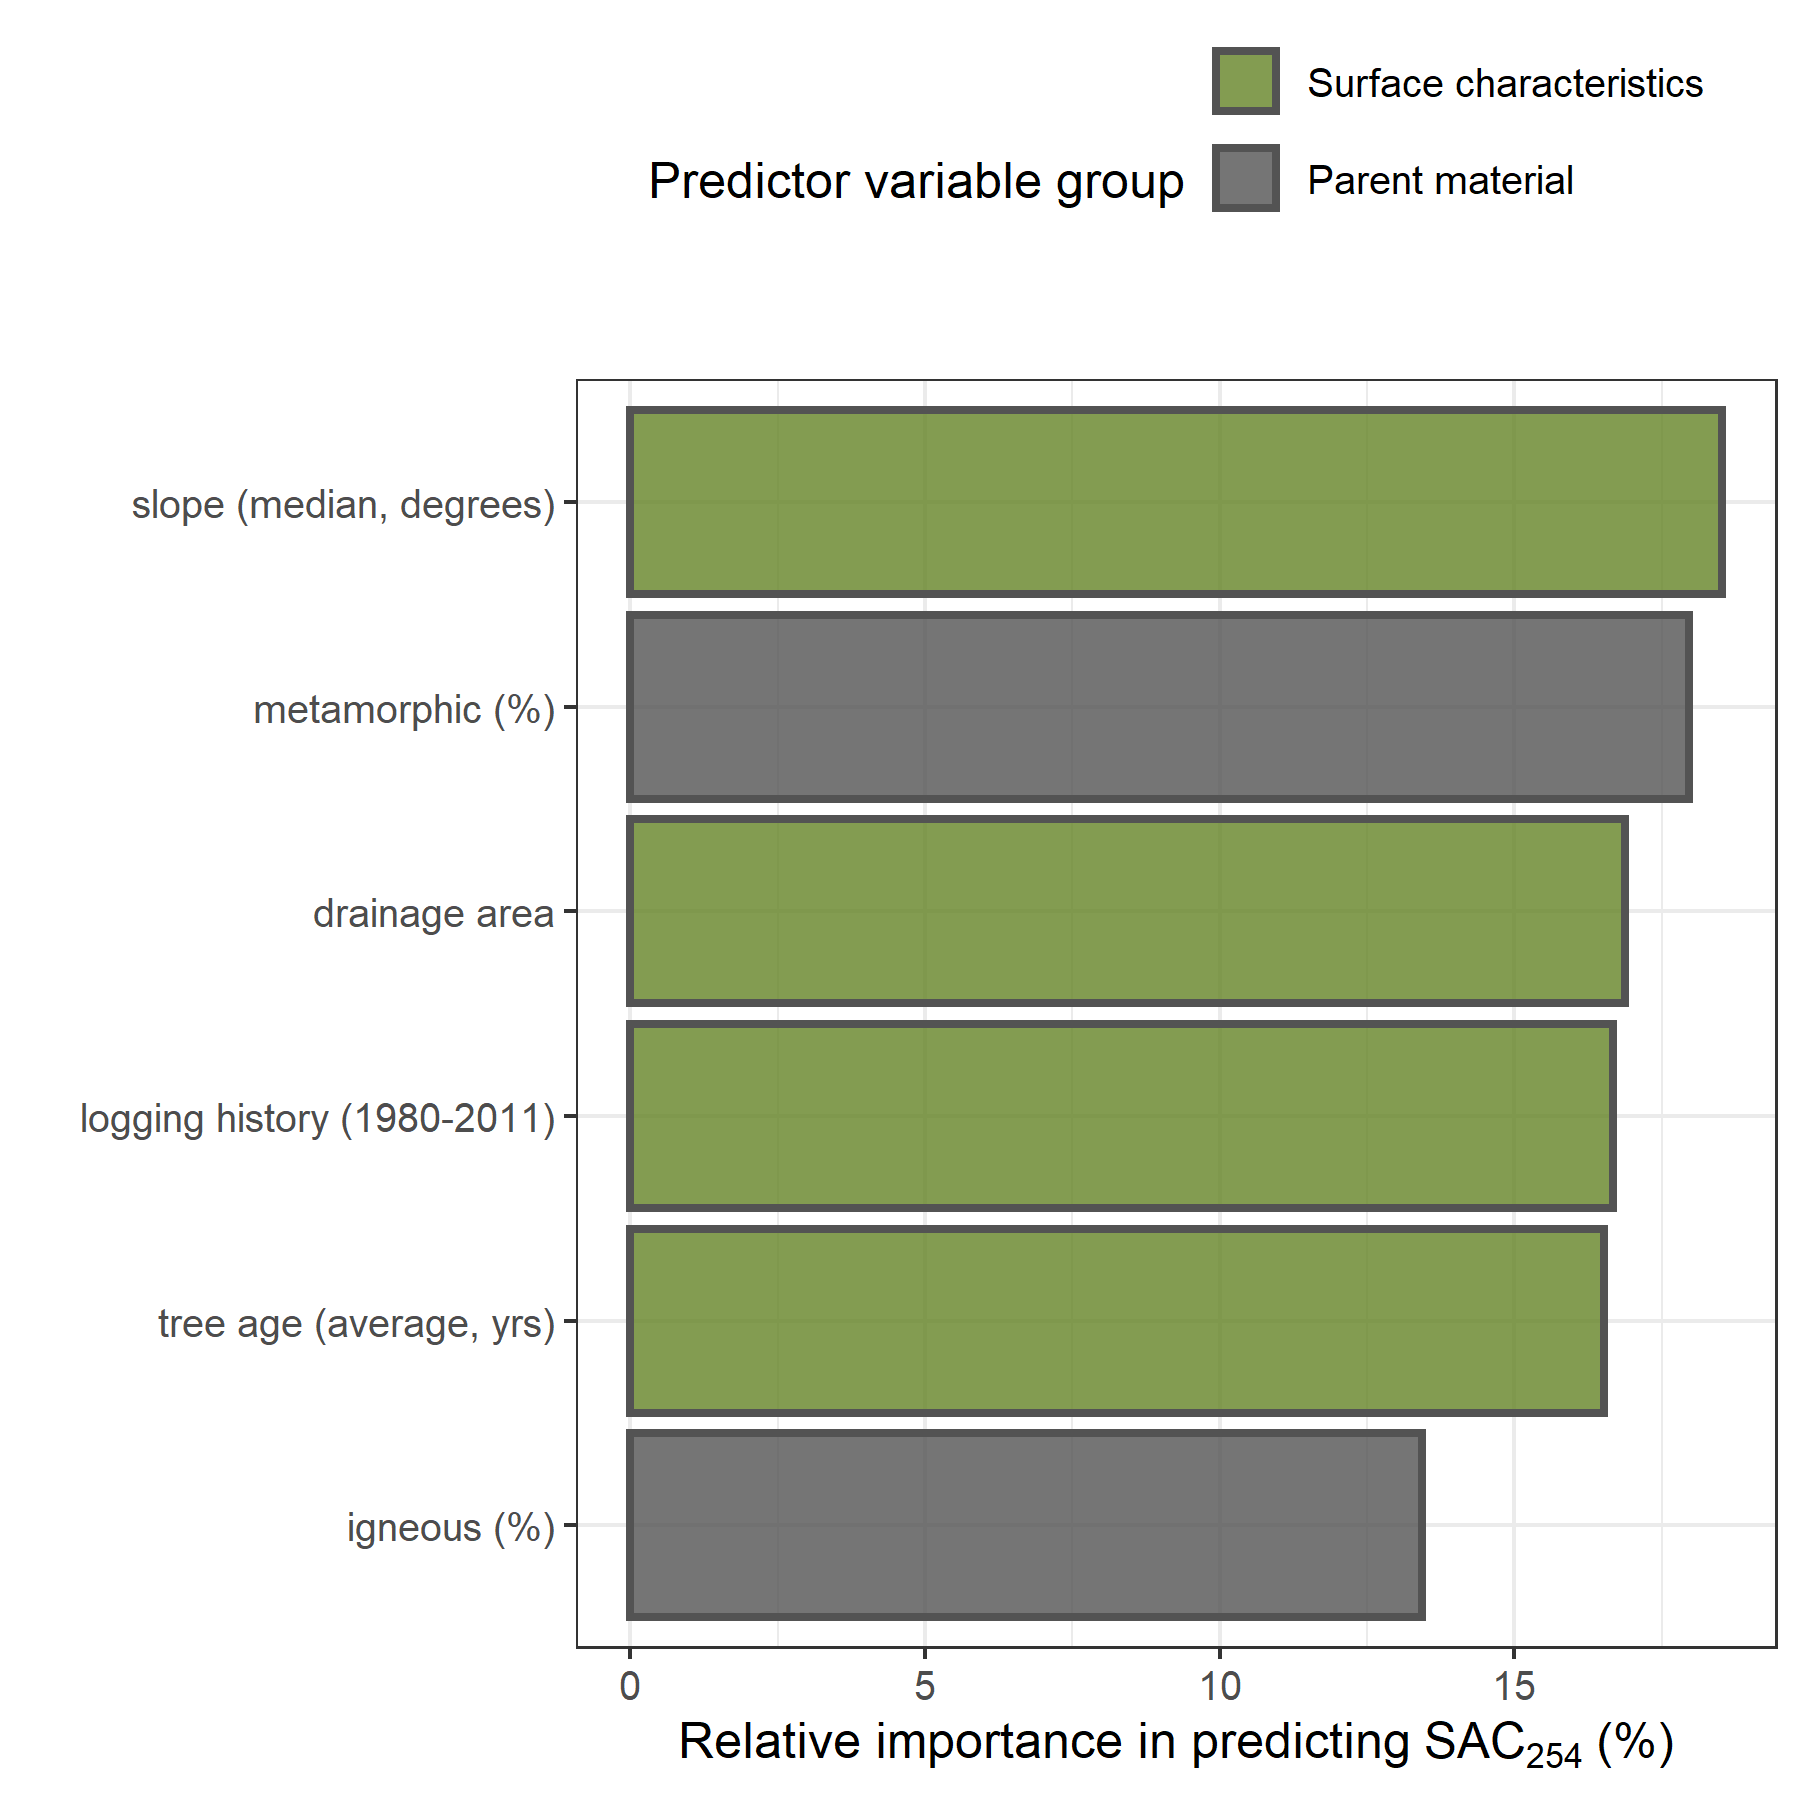 Surface characteristics
Predictor variable group
Parent material
slope (median, degrees)
metamorphic (%)
drainage area
logging history (1980-2011)
tree age (average, yrs)
igneous (%)
0 5 10 15
Relative importance in predicting SAC₂₅₄ (%)